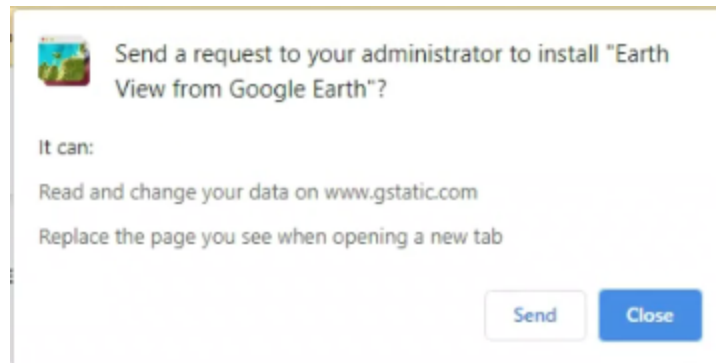 Send a request to your administrator to install "Earth
View from Google Earth"?
It can:
Read and change your data on www.gstatic.com
Replace the page you see when opening a new tab
Send
Close